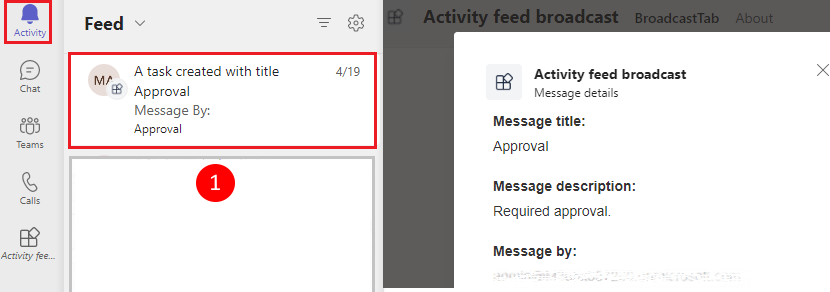 Activity
Chat
Teams
Calls
Activity fee...
Feed
A task created with title 4/19
Approval
Message By:
Approval
MA
1
Activity feed broadcast BroadcastTab About
Activity feed broadcast
Message details
Message title:
Approval
Message description:
Required approval.
Message by: